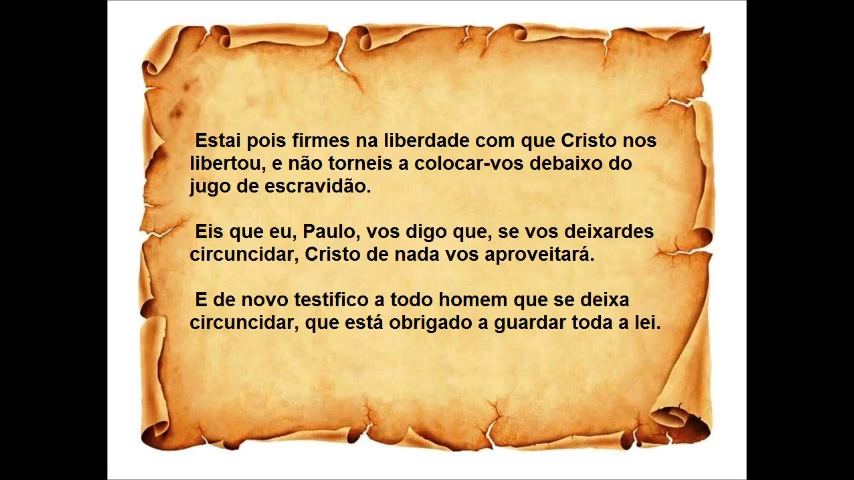 Estai pois firmes na liberdade com que Cristo nos
libertou, e não torneis a colocar-vos debaixo do
jugo de escravidão.
Eis que eu, Paulo, vos digo que, se vos deixardes
circuncidar, Cristo de nada vos aproveitará.
E de novo testifico a todo homem que se deixa
circuncidar, que está obrigado a guardar toda a lei.